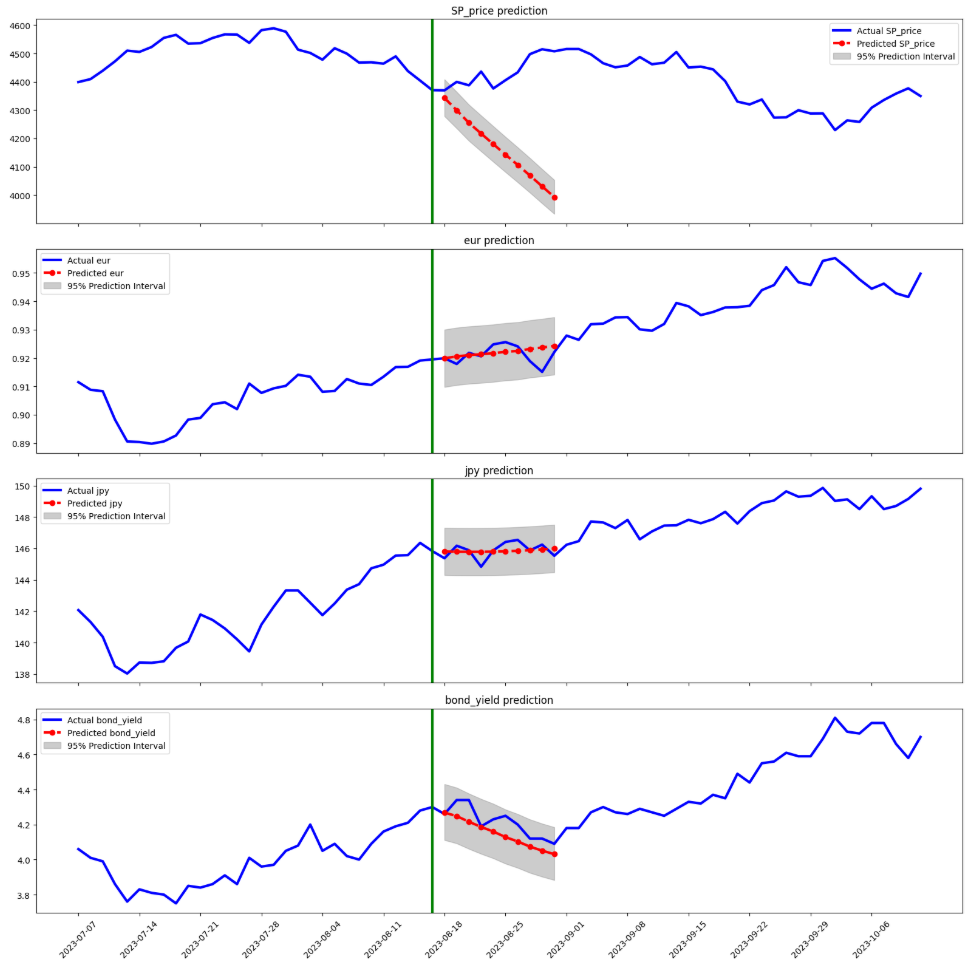 SP_price prediction
4600
4500
4400
4300
4200
4100
4000
Actual SP_price
Predicted SP_price
95% Prediction Interval
eur prediction
0.95
0.94
0.93
0.92
0.91
0.90
0.89
Actual eur
Predicted eur
95% Prediction Interval
jpy prediction
150
148
146
144
142
140
138
Actual jpy
Predicted jpy
95% Prediction Interval
bond_yield prediction
4.8
4.6
4.4
4.2
4.0
3.8
Actual bond_yield
Predicted bond_yield
95% Prediction Interval
2023-07-07
2023-07-14
2023-07-21
2023-07-28
2023-08-04
2023-08-11
2023-08-18
2023-08-25
2023-09-01
2023-09-08
2023-09-15
2023-09-22
2023-09-29
2023-10-06